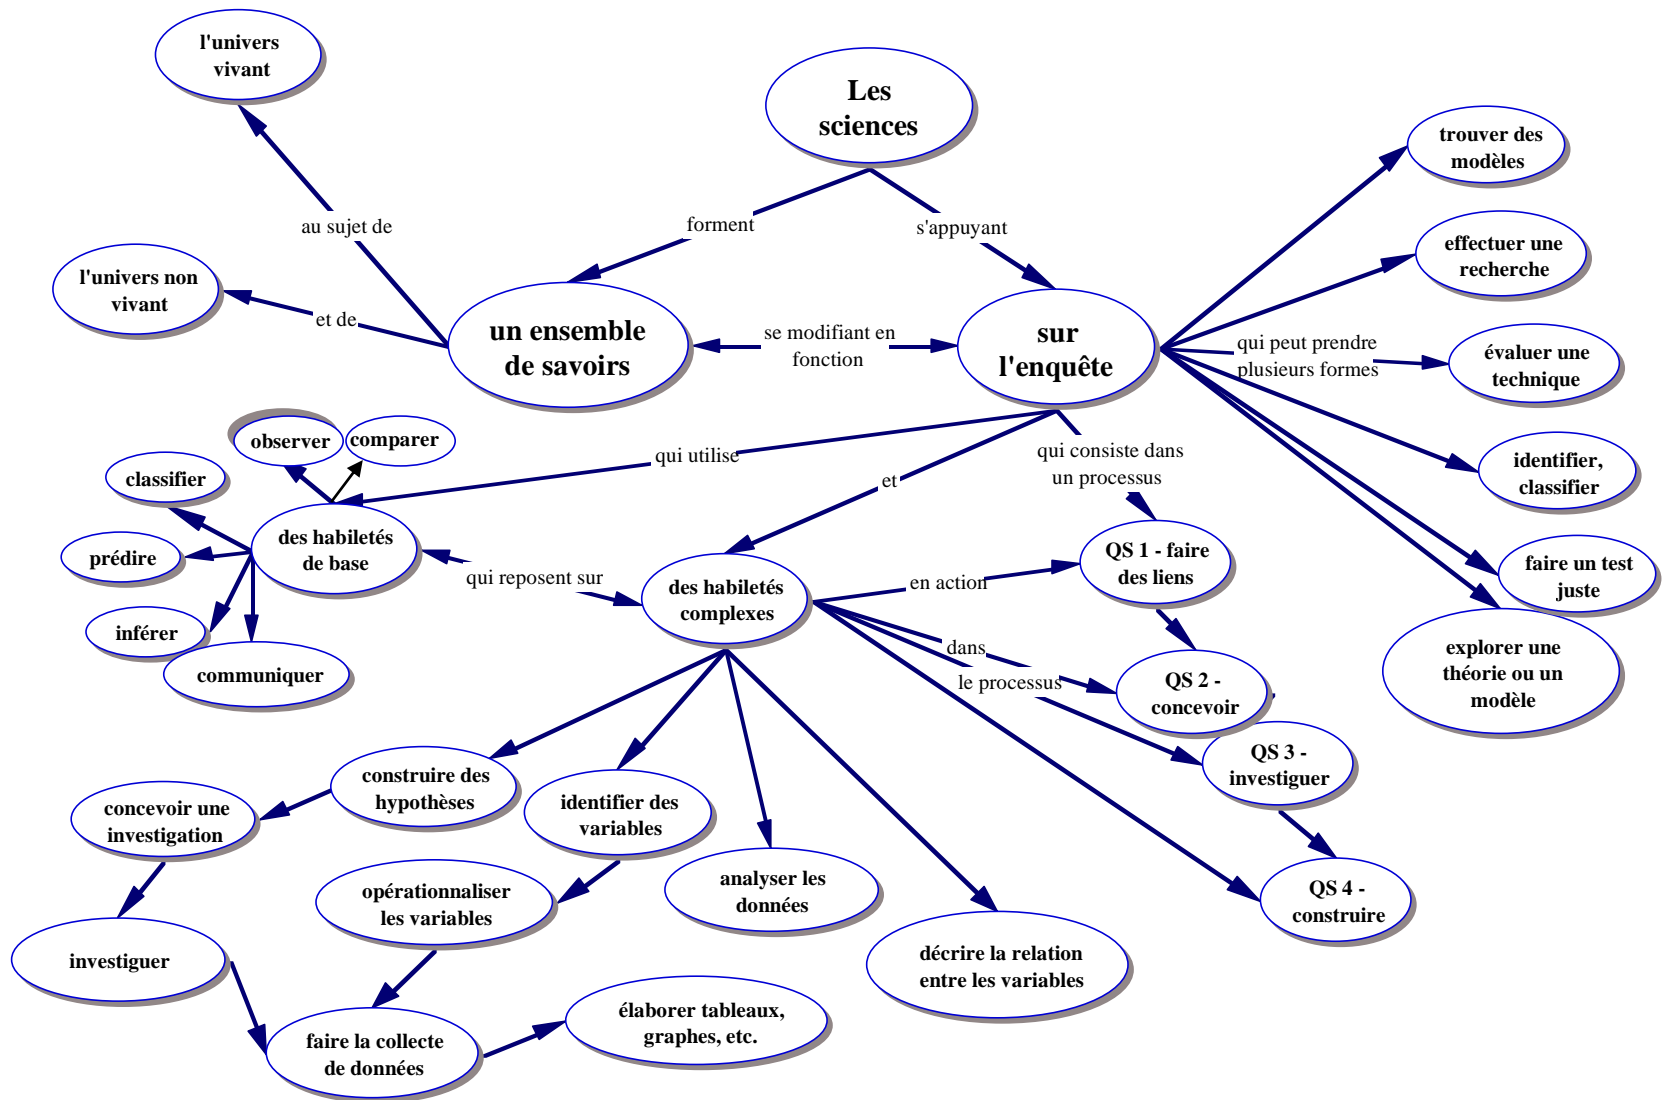 l'univers
vivant
Les
sciences
trouver des
modèles
au sujet de
forment
s'appuyant
effectuer une
recherche
l'univers non
vivant
et de
un ensemble
de savoirs
se modifiant en
fonction
sur
l'enquête
qui peut prendre
plusieurs formes
évaluer une
technique
observer
comparer
classifier
qui utilise
et
qui consiste dans
un processus
identifier,
classifier
prédire
des habiletés
de base
qui reposent sur
des habiletés
complexes
en action
QS 1 - faire
des liens
faire un test
juste
inférer
communiquer
dans
le processus
QS 2 -
concevoir
explorer une
théorie ou un
modèle
QS 3 -
investiguer
construire des
hypothèses
concevoir une
investigation
identifier des
variables
opérationnaliser
les variables
analyser les
données
QS 4 -
construire
investiguer
décrire la relation
entre les variables
élaborer tableaux,
graphes, etc.
faire la collecte
de données